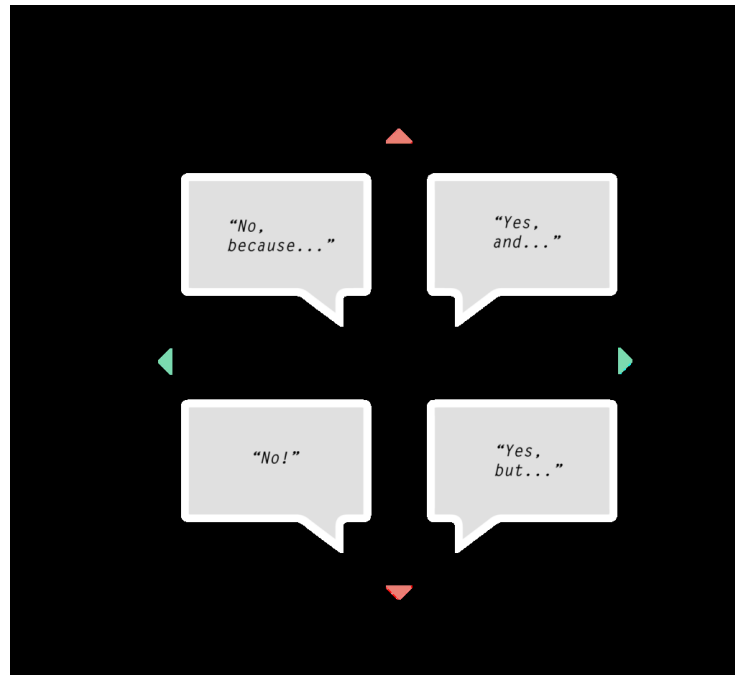 “No,
because...”
“Yes,
and...”
“No!”
“Yes,
but...”